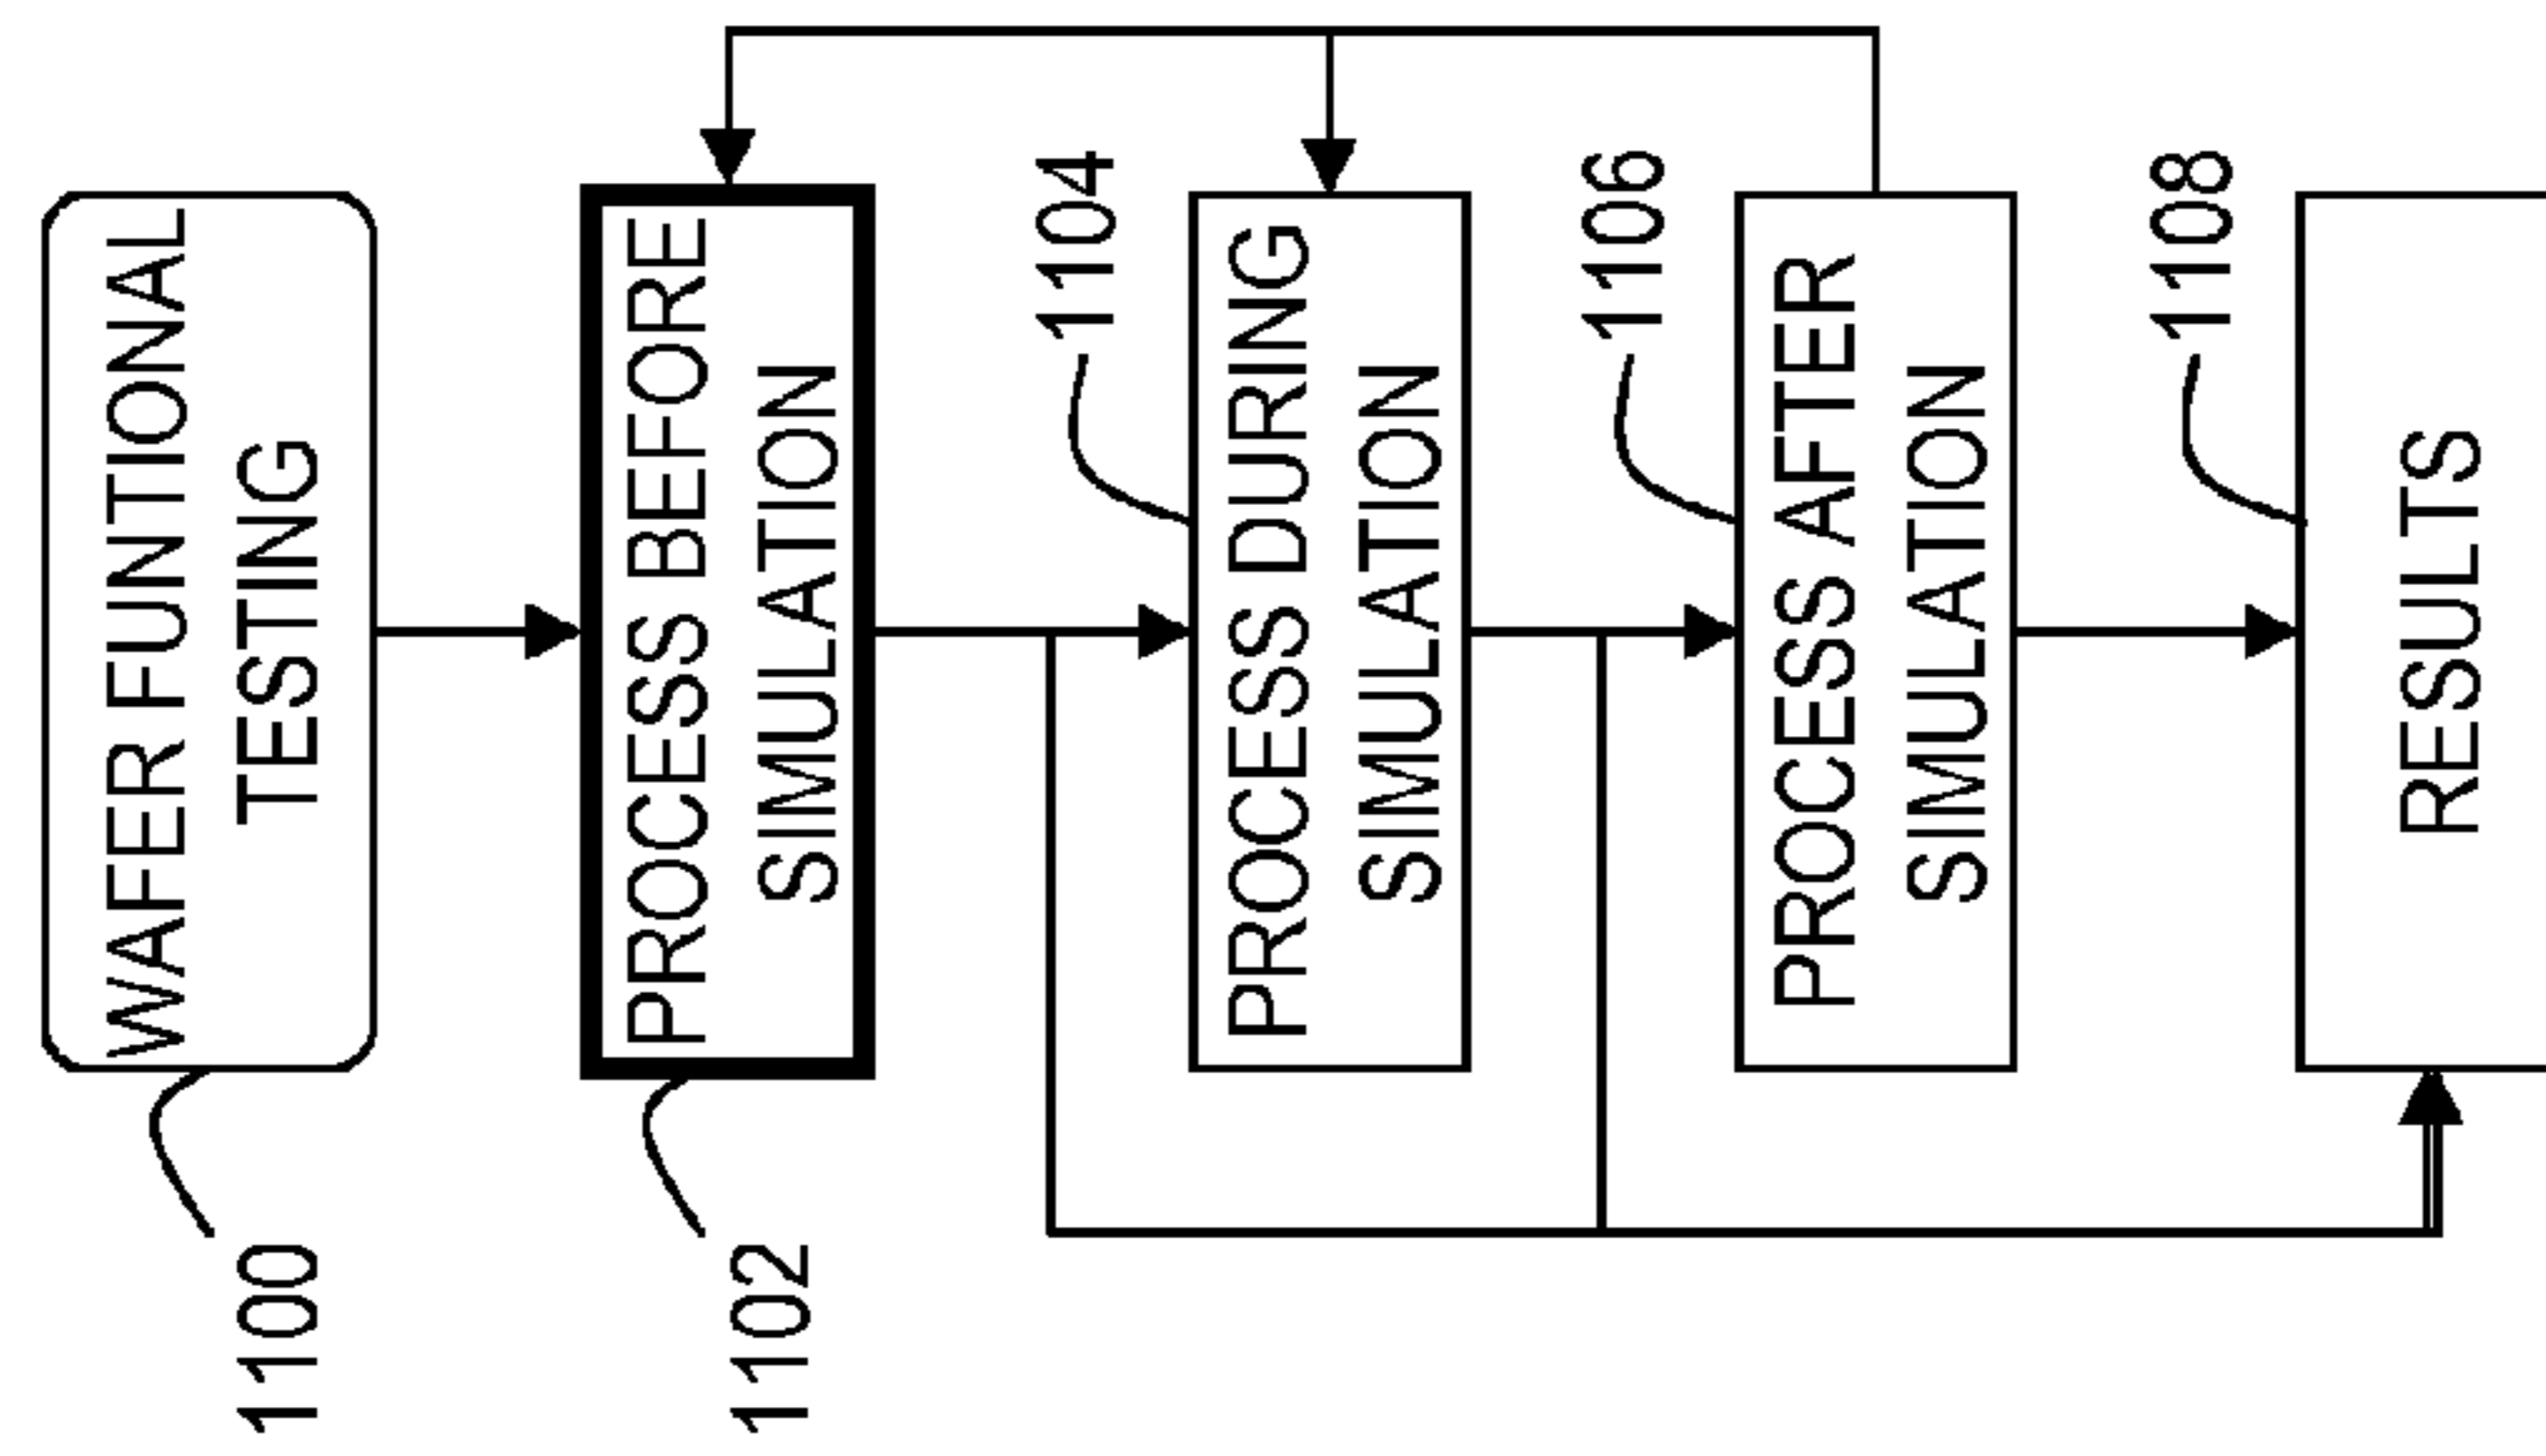 1100
WAFER FUNTIONAL
TESTING
1102
PROCESS BEFORE
SIMULATION
1104
PROCESS DURING
SIMULATION
1106
PROCESS AFTER
SIMULATION
1108
RESULTS